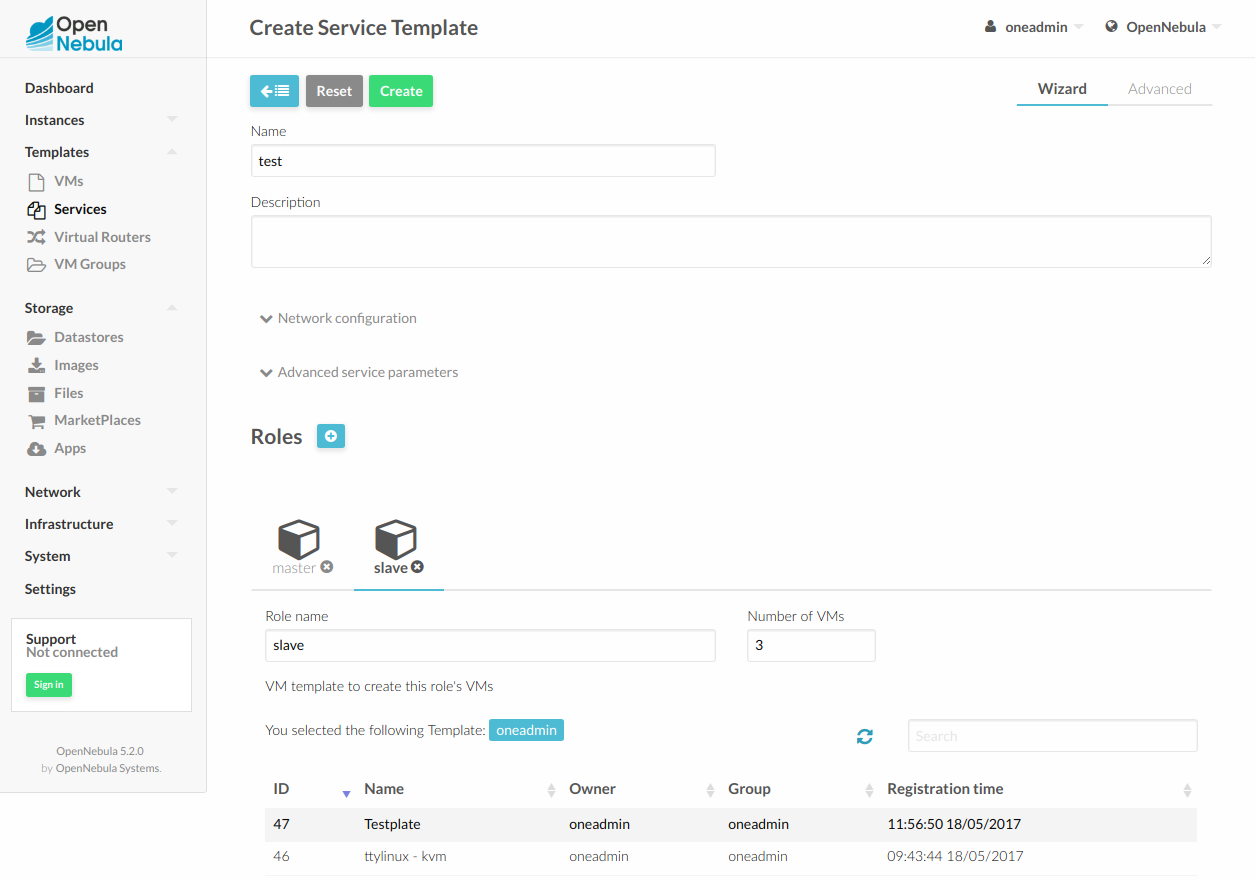 Open
Nebula
Create Service Template
oneadmin
OpenNebula
Dashboard
Instances
Templates
VMs
Services
Virtual Routers
VM Groups
Storage
Datastores
Images
Files
MarketPlaces
Apps
Network
Infrastructure
System
Settings
Support
Not connected
Sign in
OpenNebula 5.2.0
by OpenNebula Systems.
Reset
Create
Wizard
Advanced
Name
test
Description
Network configuration
Advanced service parameters
Roles
master
slave
Role name
Number of VMs
slave
3
VM template to create this role's VMs
You selected the following Template: oneadmin
Search
ID Name Owner Group Registration time
47 Testplate oneadmin oneadmin 11:56:50 18/05/2017
46 ttylinux - kvm oneadmin oneadmin 09:43:44 18/05/2017